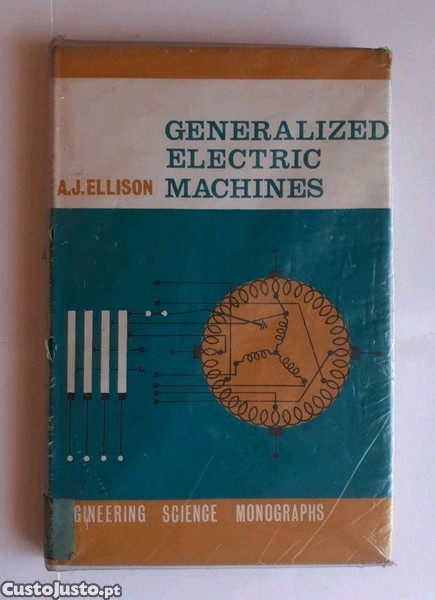 GENERALIZED
ELECTRIC
A.J.ELLISON MACHINES
GINEERING SCIENCE MONOGRAPHS
CustoJusto.pt